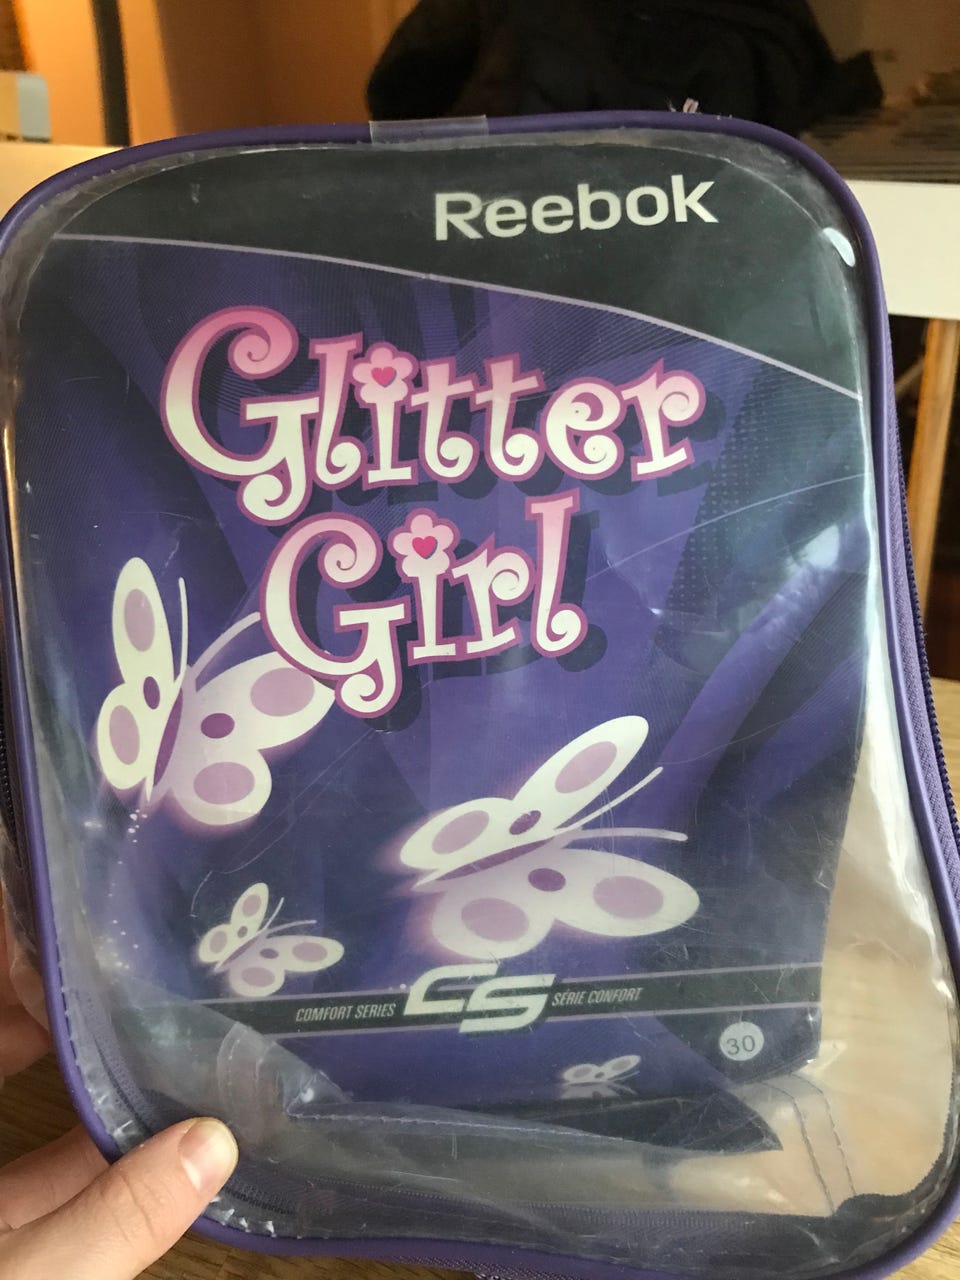 Reebok
Glitter
Girl
COMFORT SERIES CS SÉRIE CONFORT
30